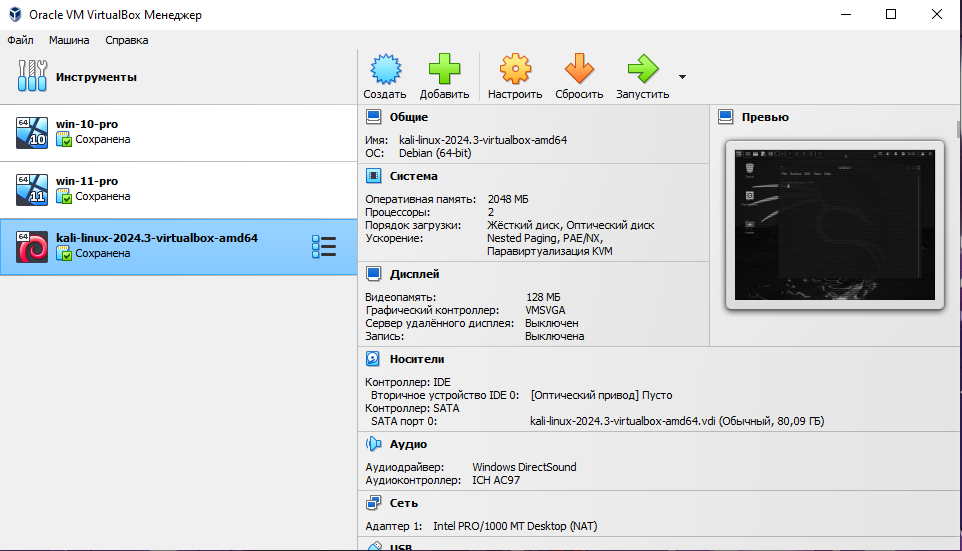 Oracle VM VirtualBox Менеджер
Файл Машина Справка
Инструменты
Создать Добавить Настроить Сбросить Запустить
64
10
win-10-pro
Сохранена
64
11
win-11-pro
Сохранена
64
kali-linux-2024.3-virtualbox-amd64
Сохранена
Общие
Имя: kali-linux-2024.3-virtualbox-amd64
ОС: Debian (64-bit)
Превью
Система
Оперативная память: 2048 МБ
Процессоры: 2
Порядок загрузки: Жёсткий диск, Оптический диск
Ускорение: Nested Paging, PAE/NX,
Паравиртуализация KVM
Дисплей
Видеопамять: 128 МБ
Графический контроллер: VMSVGA
Сервер удалённого дисплея: Выключен
Запись: Выключена
Носители
Контроллер: IDE
Вторичное устройство IDE 0: [Оптический привод] Пусто
Контроллер: SATA
SATA порт 0: kali-linux-2024.3-virtualbox-amd64.vdi (Обычный, 80,09 ГБ)
Аудио
Аудиодрайвер: Windows DirectSound
Аудиоконтроллер: ICH AC97
Сеть
Адаптер 1: Intel PRO/1000 MT Desktop (NAT)
USB